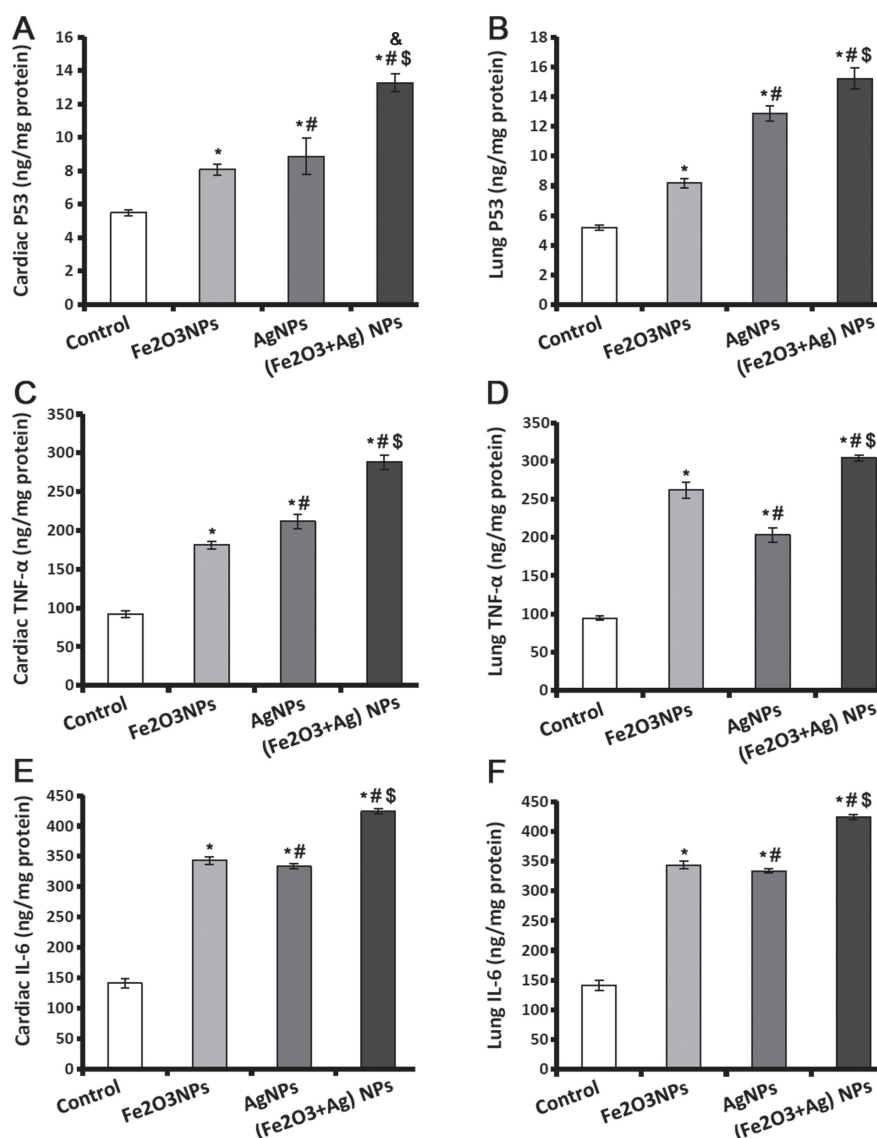 A
Cardiac P53 (ng/mg protein)
16
14
12
10
8
6
4
2
0
*
*#
&
*#$
Control
Fe2O3NPs
AgNPs
(Fe2O3+Ag) NPs
B
Lung P53 (ng/mg protein)
18
16
14
12
10
8
6
4
2
0
*
*#
*#$
Control
Fe2O3NPs
AgNPs
(Fe2O3+Ag) NPs
C
Cardiac TNF-α (ng/mg protein)
350
300
250
200
150
100
50
0
*
*#
*#$
Control
Fe2O3NPs
AgNPs
(Fe2O3+Ag) NPs
D
Lung TNF-α (ng/mg protein)
350
300
250
200
150
100
50
0
*
*#
*#$
Control
Fe2O3NPs
AgNPs
(Fe2O3+Ag) NPs
E
Cardiac IL-6 (ng/mg protein)
450
400
350
300
250
200
150
100
50
0
*
*#
*#$
Control
Fe2O3NPs
AgNPs
(Fe2O3+Ag) NPs
F
Lung IL-6 (ng/mg protein)
450
400
350
300
250
200
150
100
50
0
*
*#
*#$
Control
Fe2O3NPs
AgNPs
(Fe2O3+Ag) NPs